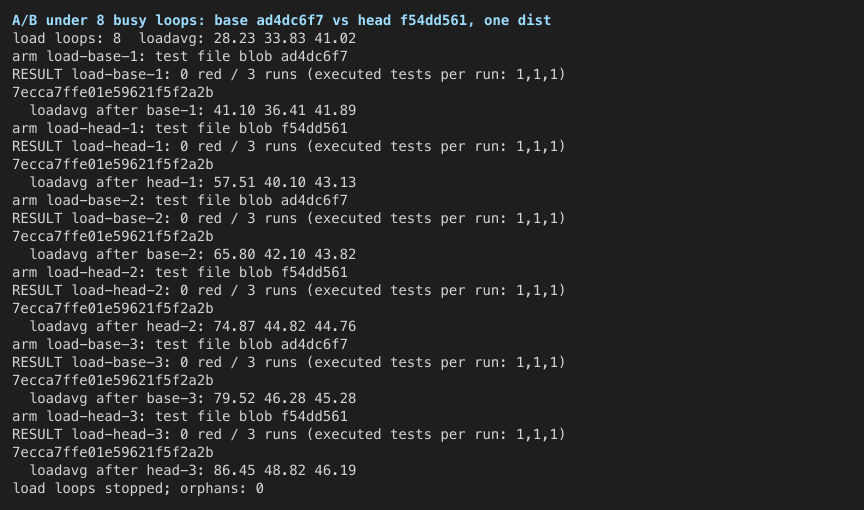 A/B under 8 busy loops: base ad4dc6f7 vs head f54dd561, one dist
load loops: 8  loadavg: 28.23 33.83 41.02
arm load-base-1: test file blob ad4dc6f7
RESULT load-base-1: 0 red / 3 runs (executed tests per run: 1,1,1)
7ecca7ffe01e59621f5f2a2b
  loadavg after base-1: 41.10 36.41 41.89
arm load-head-1: test file blob f54dd561
RESULT load-head-1: 0 red / 3 runs (executed tests per run: 1,1,1)
7ecca7ffe01e59621f5f2a2b
  loadavg after head-1: 57.51 40.10 43.13
arm load-base-2: test file blob ad4dc6f7
RESULT load-base-2: 0 red / 3 runs (executed tests per run: 1,1,1)
7ecca7ffe01e59621f5f2a2b
  loadavg after base-2: 65.80 42.10 43.82
arm load-head-2: test file blob f54dd561
RESULT load-head-2: 0 red / 3 runs (executed tests per run: 1,1,1)
7ecca7ffe01e59621f5f2a2b
  loadavg after head-2: 74.87 44.82 44.76
arm load-base-3: test file blob ad4dc6f7
RESULT load-base-3: 0 red / 3 runs (executed tests per run: 1,1,1)
7ecca7ffe01e59621f5f2a2b
  loadavg after base-3: 79.52 46.28 45.28
arm load-head-3: test file blob f54dd561
RESULT load-head-3: 0 red / 3 runs (executed tests per run: 1,1,1)
7ecca7ffe01e59621f5f2a2b
  loadavg after head-3: 86.45 48.82 46.19
load loops stopped; orphans: 0